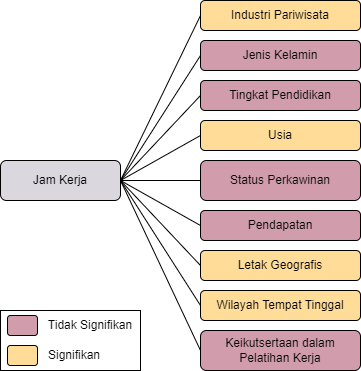 Industri Pariwisata
Jenis Kelamin
Tingkat Pendidikan
Usia
Jam Kerja
Status Perkawinan
Pendapatan
Letak Geografis
Wilayah Tempat Tinggal
Tidak Signifikan
Keikutsertaan dalam
Pelatihan Kerja
Signifikan